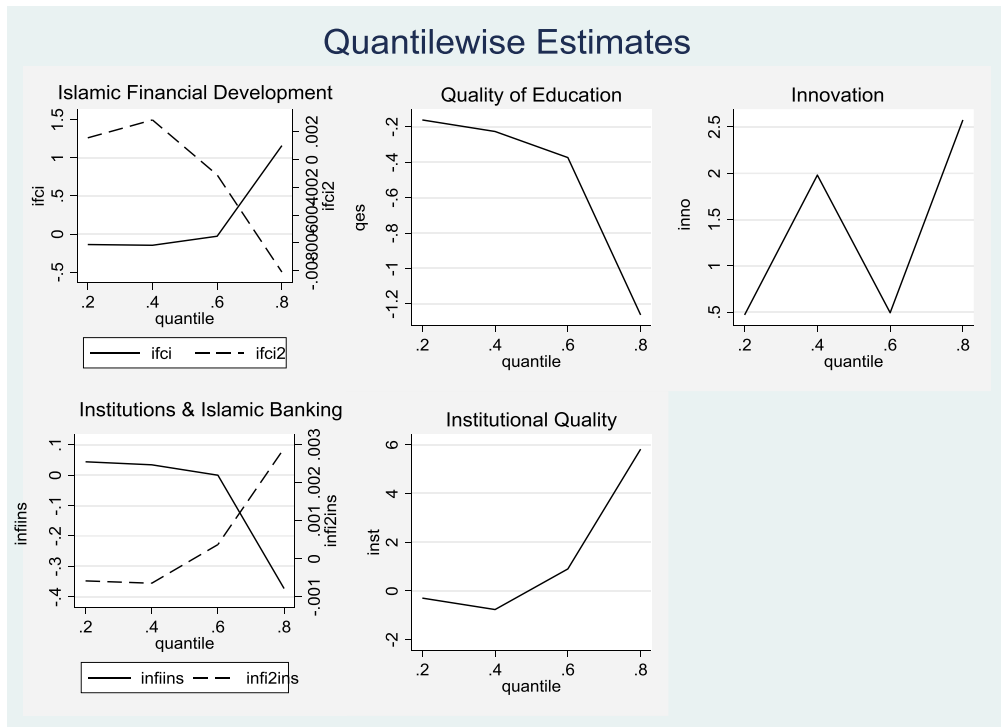 Quantilewise Estimates
Islamic Financial Development
ifci
1.5
1
.5
0
-.5
.002
0
ifci2
.2 .4 .6 .8
quantile
ifci ifci2
Quality of Education
qes
-.2
-.4
-.6
-.8
-1
-1.2
.2 .4 .6 .8
quantile
Innovation
inno
2.5
2
1.5
1
.5
.2 .4 .6 .8
quantile
Institutions & Islamic Banking
infiins
.1
0
-.1
-.2
-.3
-.4
.003
.002
.001
0
-.001
infi2ins
.2 .4 .6 .8
quantile
infiins infi2ins
Institutional Quality
inst
6
4
2
0
-2
.2 .4 .6 .8
quantile